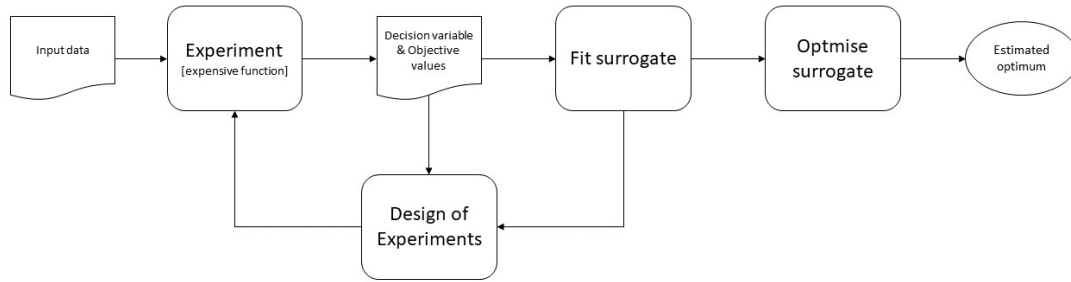 Input data
Experiment
[expensive function]
Decision variable
& Objective
values
Fit surrogate
Optmise
surrogate
Estimated
optimum
Design of
Experiments